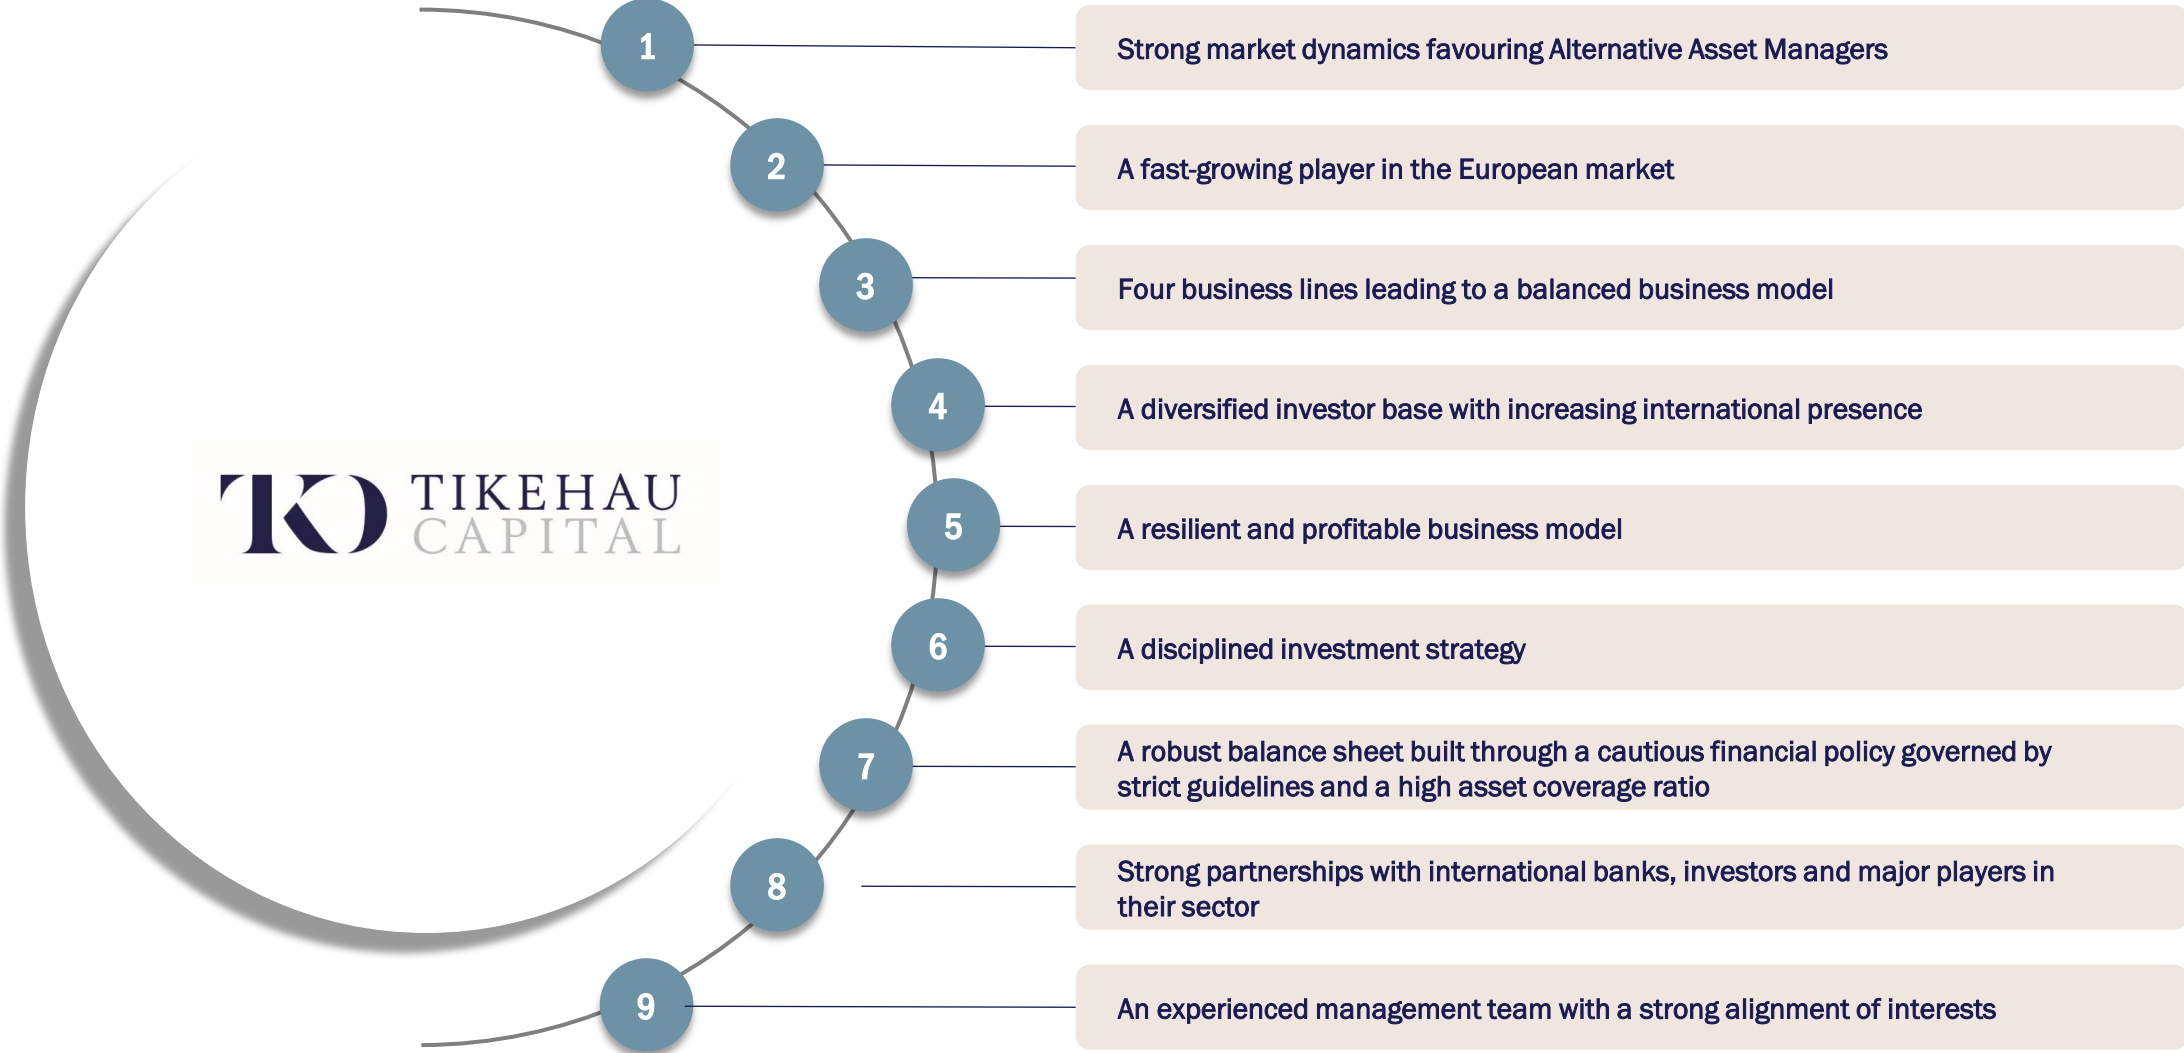 1
Strong market dynamics favouring Alternative Asset Managers
2
A fast-growing player in the European market
3
Four business lines leading to a balanced business model
4
A diversified investor base with increasing international presence
TIKEHAU
CAPITAL
5
A resilient and profitable business model
6
A disciplined investment strategy
7
A robust balance sheet built through a cautious financial policy governed by
strict guidelines and a high asset coverage ratio
8
Strong partnerships with international banks, investors and major players in
their sector
9
An experienced management team with a strong alignment of interests